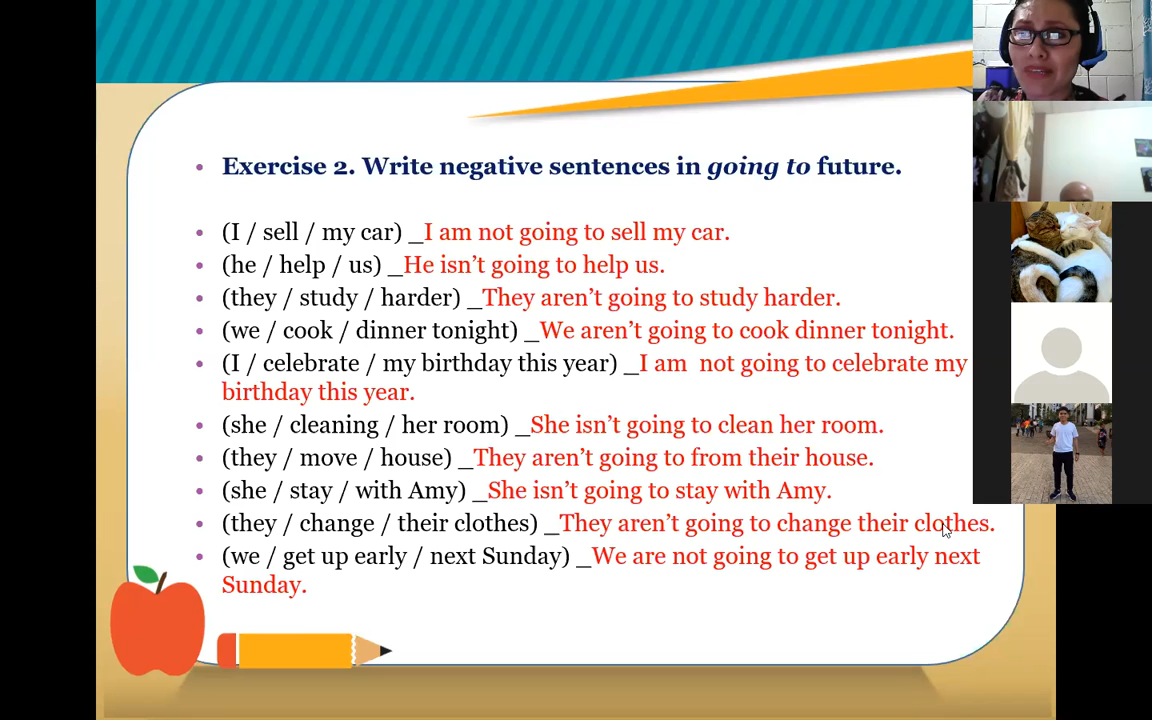 Exercise 2. Write negative sentences in going to future.
(I / sell / my car) _I am not going to sell my car.
(he / help / us) _He isn't going to help us.
(they / study / harder) _They aren't going to study harder.
(we / cook / dinner tonight) _We aren't going to cook dinner tonight.
(I / celebrate / my birthday this year) _I am  not going to celebrate my
birthday this year.
(she / cleaning / her room) _She isn't going to clean her room.
(they / move / house) _They aren't going to from their house.
(she / stay / with Amy) _She isn't going to stay with Amy.
(they / change / their clothes) _They aren't going to change their clothes.
(we / get up early / next Sunday) _We are not going to get up early next
Sunday.